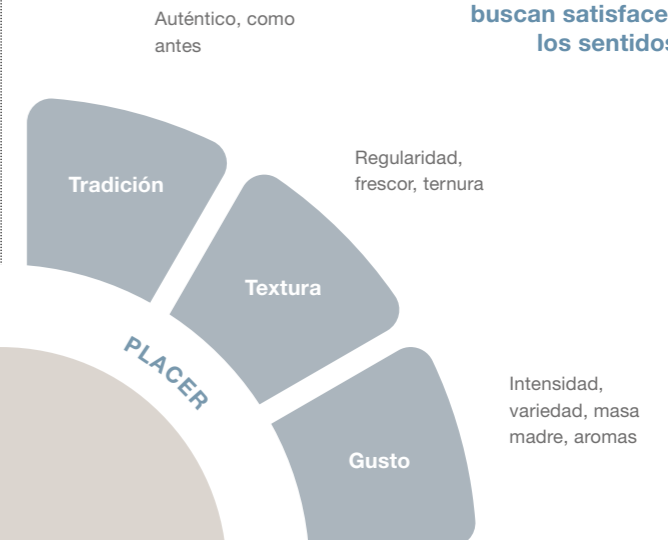 Auténtico, como
antes
buscan satisface
los sentidos
Tradición
Regularidad,
frescor, ternura
Textura
PLACER
Intensidad,
variedad, masa
madre, aromas
Gusto